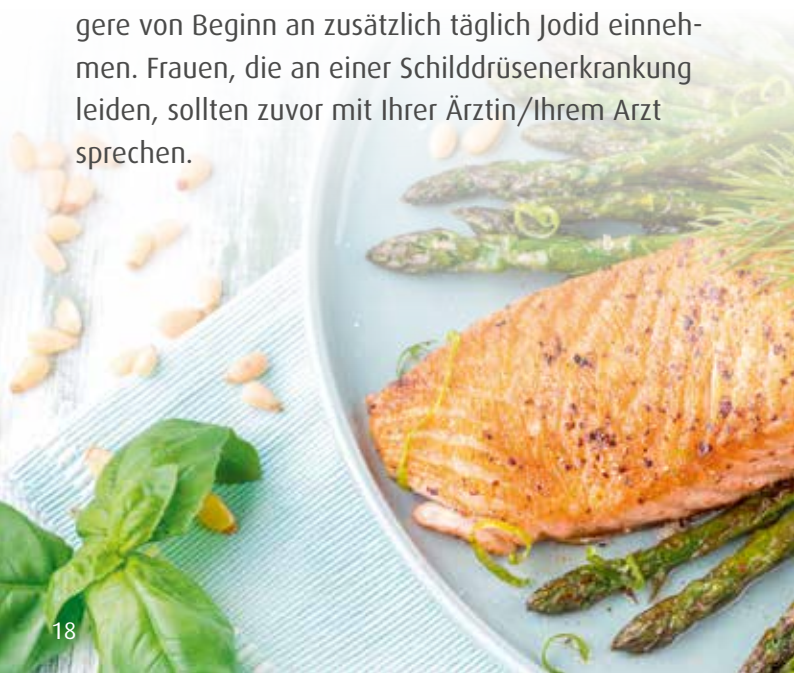 gere von Beginn an zusätzlich täglich Jodid einneh-
men. Frauen, die an einer Schilddrüsenerkrankung
leiden, sollten zuvor mit Ihrer Ärztin/Ihrem Arzt
sprechen.
18